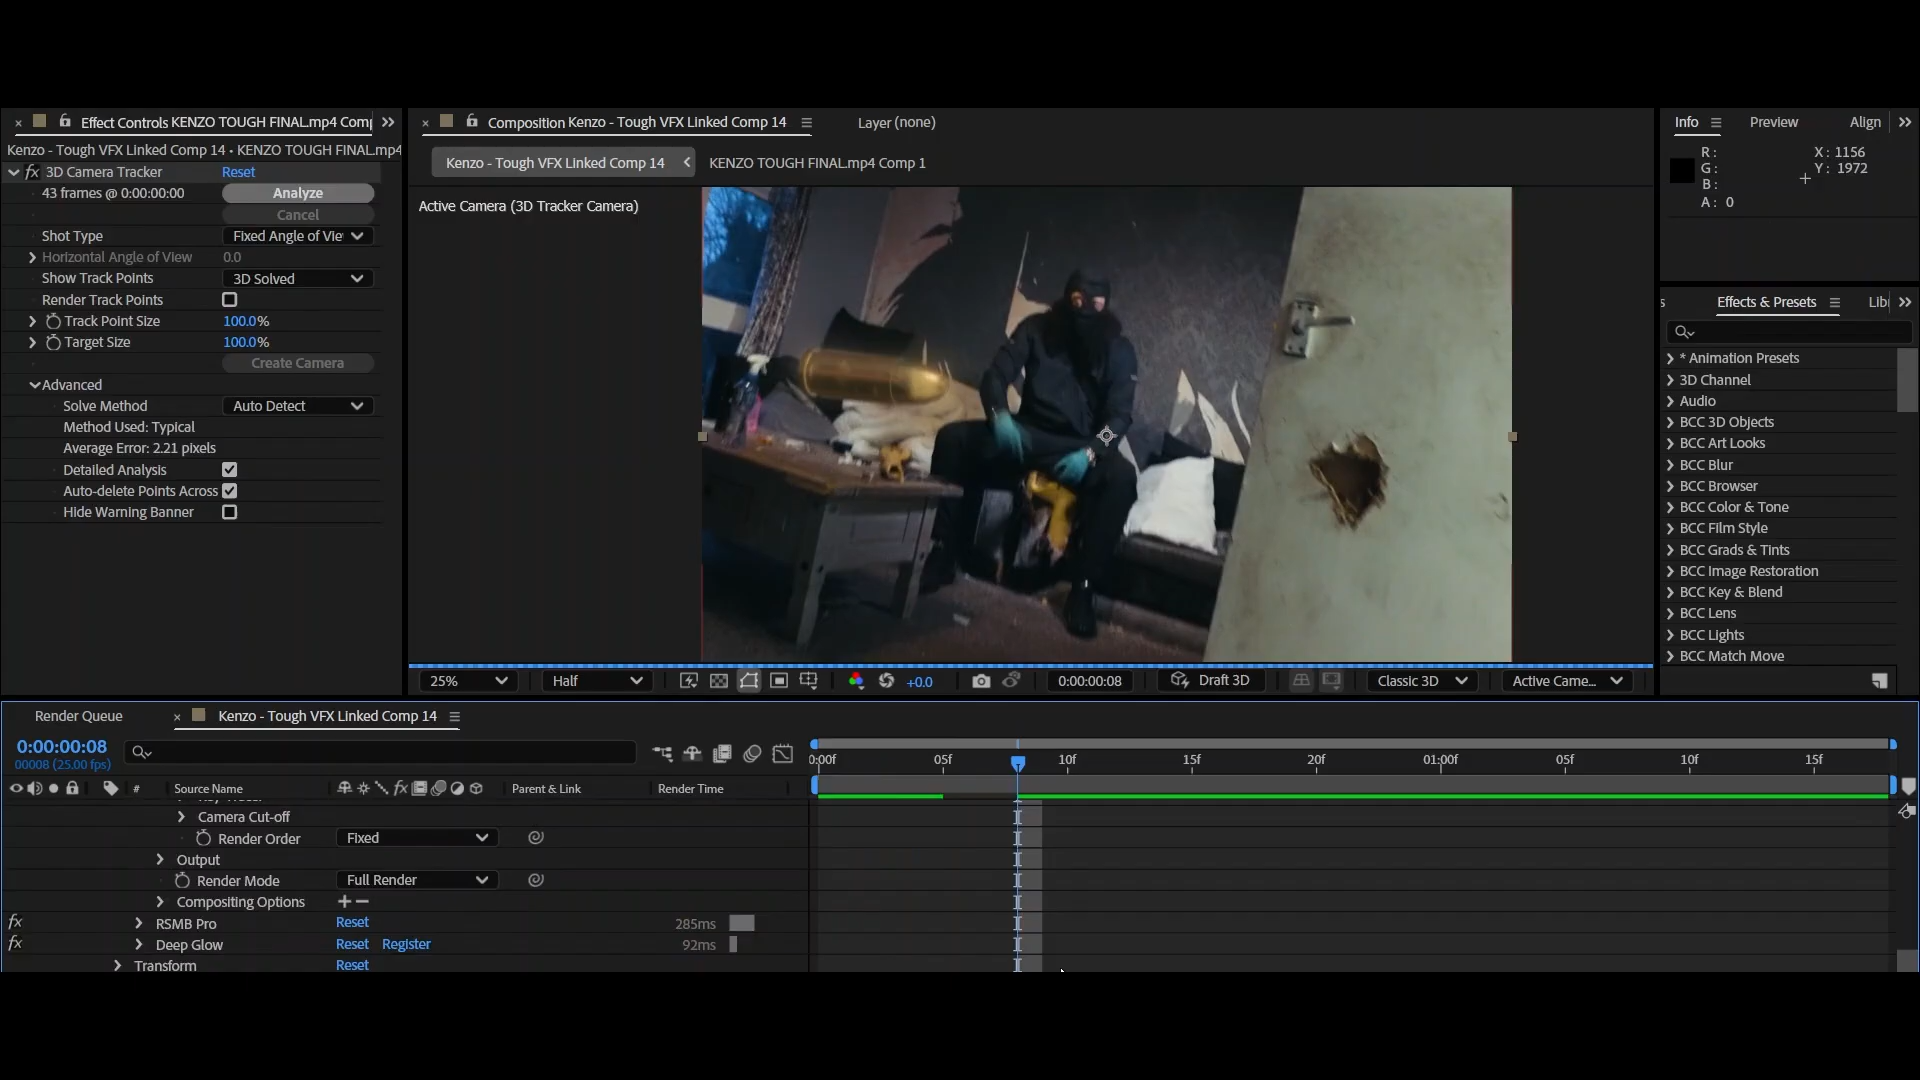 Effect Controls KENZO TOUGH FINAL.mp4 Comp
Kenzo - Tough VFX Linked Comp 14 • KENZO TOUGH FINAL.mp4
fx 3D Camera Tracker Reset
43 frames @ 0:00:00:00 Analyze
Cancel
Shot Type Fixed Angle of Vie
Horizontal Angle of View 0.0
Show Track Points 3D Solved
Render Track Points
Track Point Size 100.0%
Target Size 100.0%
Create Camera
Advanced
Solve Method Auto Detect
Method Used: Typical
Average Error: 2.21 pixels
Detailed Analysis
Auto-delete Points Across
Hide Warning Banner
Composition Kenzo - Tough VFX Linked Comp 14
Layer (none)
Kenzo - Tough VFX Linked Comp 14
KENZO TOUGH FINAL.mp4 Comp 1
Active Camera (3D Tracker Camera)
25% Half +0.0 0:00:00:08 Draft 3D Classic 3D Active Came...
Info Preview Align
R: X: 1156
G: Y: 1972
B:
A: 0
s Effects & Presets Lib
* Animation Presets
3D Channel
Audio
BCC 3D Objects
BCC Art Looks
BCC Blur
BCC Browser
BCC Color & Tone
BCC Film Style
BCC Grads & Tints
BCC Image Restoration
BCC Key & Blend
BCC Lens
BCC Lights
BCC Match Move
Render Queue Kenzo - Tough VFX Linked Comp 14
0:00:00:08
00008 (25.00 fps)
0:00f 05f 10f 15f 20f 01:00f 05f 10f 15f
# Source Name fx Parent & Link Render Time
Camera Cut-off
Render Order Fixed
Output
Render Mode Full Render
Compositing Options + −
fx RSMB Pro Reset 285ms
fx Deep Glow Reset Register 92ms
Transform Reset